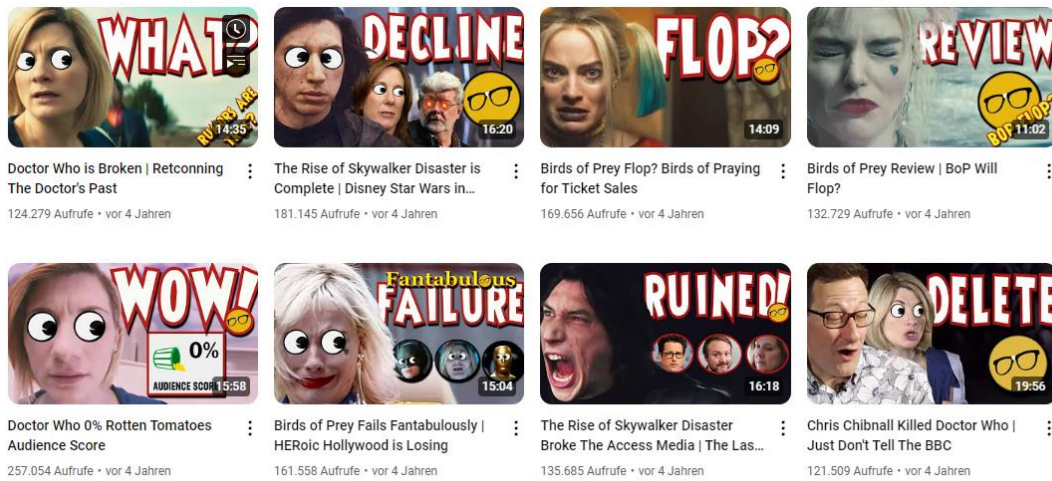 WHAT?
RUMORS ARE
14:35
DECLINE
16:20
FLOP?
14:09
REVIEW
BOP FLOPS
11:02
Doctor Who is Broken | Retconning
The Doctor's Past
124.279 Aufrufe • vor 4 Jahren
The Rise of Skywalker Disaster is
Complete | Disney Star Wars in...
181.145 Aufrufe • vor 4 Jahren
Birds of Prey Flop? Birds of Praying
for Ticket Sales
169.656 Aufrufe • vor 4 Jahren
Birds of Prey Review | BoP Will
Flop?
132.729 Aufrufe • vor 4 Jahren
WOW!
0%
AUDIENCE SCORE
15:58
Fantabulous
FAILURE
15:04
RUINED!
16:18
DELETE
19:56
Doctor Who 0% Rotten Tomatoes
Audience Score
257.054 Aufrufe • vor 4 Jahren
Birds of Prey Fails Fantabulously |
HERoic Hollywood is Losing
161.558 Aufrufe • vor 4 Jahren
The Rise of Skywalker Disaster
Broke The Access Media | The Las...
135.685 Aufrufe • vor 4 Jahren
Chris Chibnall Killed Doctor Who |
Just Don't Tell The BBC
121.509 Aufrufe • vor 4 Jahren